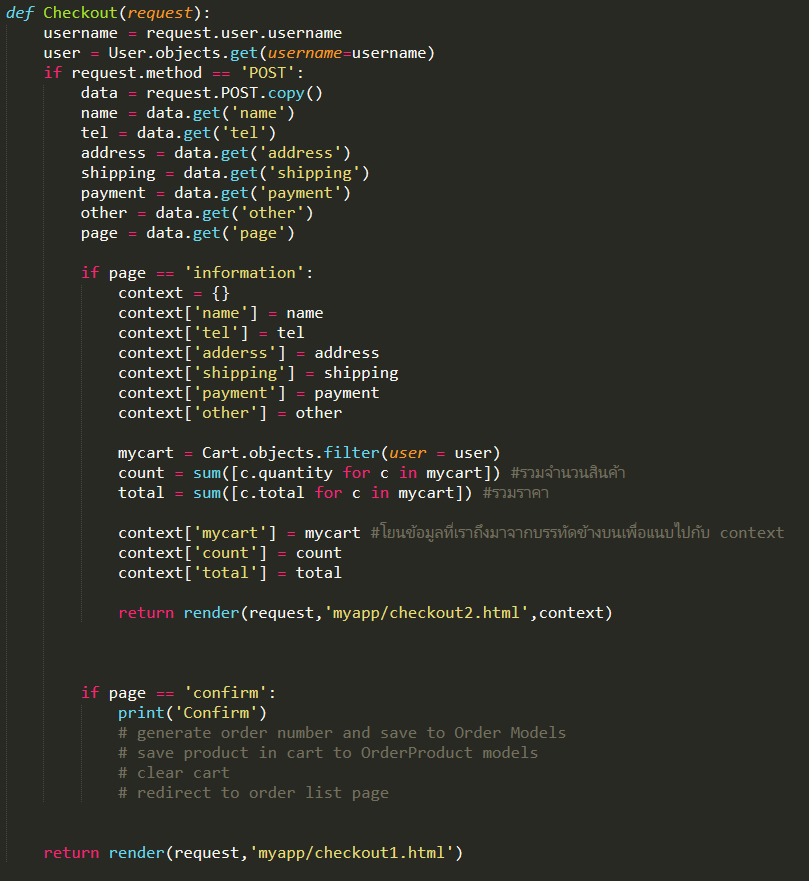 def Checkout(request):
    username = request.user.username
    user = User.objects.get(username=username)
    if request.method == 'POST':
        data = request.POST.copy()
        name = data.get('name')
        tel = data.get('tel')
        address = data.get('address')
        shipping = data.get('shipping')
        payment = data.get('payment')
        other = data.get('other')
        page = data.get('page')

        if page == 'information':
            context = {}
            context['name'] = name
            context['tel'] = tel
            context['adderss'] = address
            context['shipping'] = shipping
            context['payment'] = payment
            context['other'] = other

            mycart = Cart.objects.filter(user = user)
            count = sum([c.quantity for c in mycart]) #รวมจำนวนสินค้า
            total = sum([c.total for c in mycart]) #รวมราคา

            context['mycart'] = mycart #โยนข้อมูลที่เราถึงมาจากบรรทัดข้างบนเพื่อแนบไปกับ context
            context['count'] = count
            context['total'] = total

            return render(request,'myapp/checkout2.html',context)

        if page == 'confirm':
            print('Confirm')
            # generate order number and save to Order Models
            # save product in cart to OrderProduct models
            # clear cart
            # redirect to order list page

    return render(request,'myapp/checkout1.html')